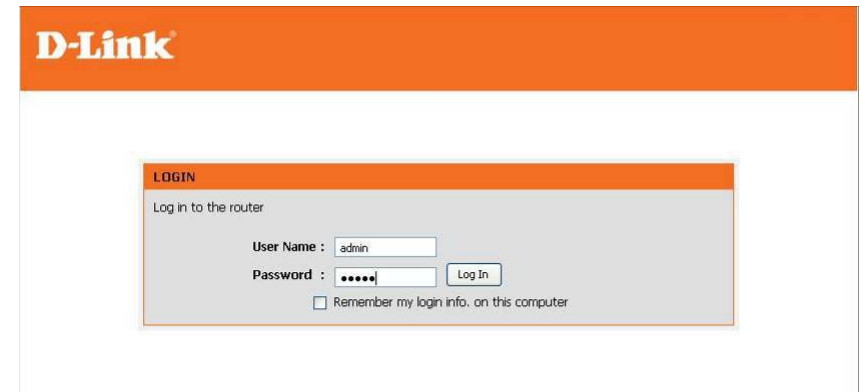 D-Link
LOGIN
Log in to the router
User Name : admin
Password : ••••• Log In
Remember my login info. on this computer